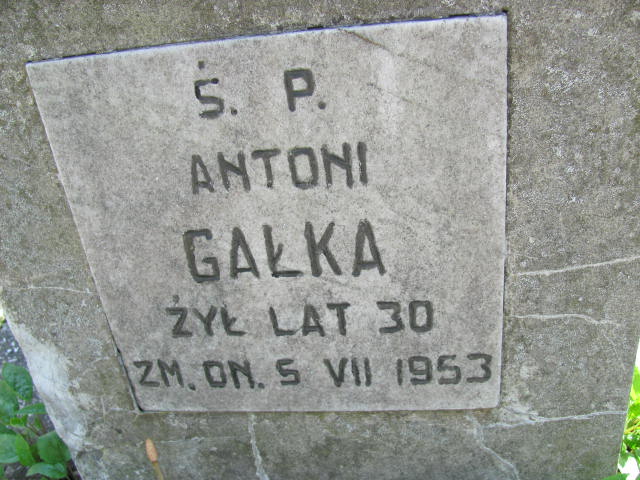 Ś. P.
ANTONI
GAŁKA
ŻYŁ LAT 30
ZM. DN. 5 VII 1953